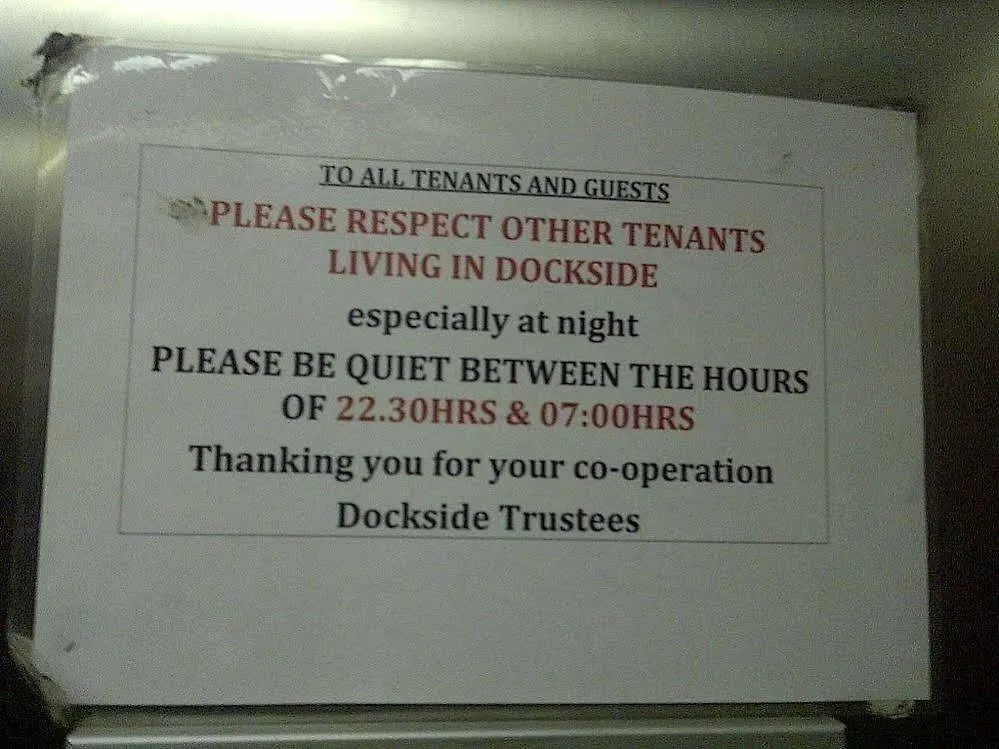 TO ALL TENANTS AND GUESTS
PLEASE RESPECT OTHER TENANTS
LIVING IN DOCKSIDE
especially at night
PLEASE BE QUIET BETWEEN THE HOURS
OF 22.30HRS & 07:00HRS
Thanking you for your co-operation
Dockside Trustees